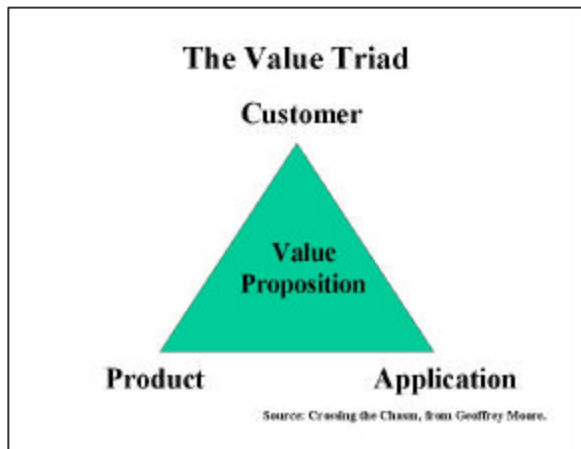 The Value Triad
Customer
Value
Proposition
Product Application
Source: Crossing the Chasm, from Geoffrey Moore.